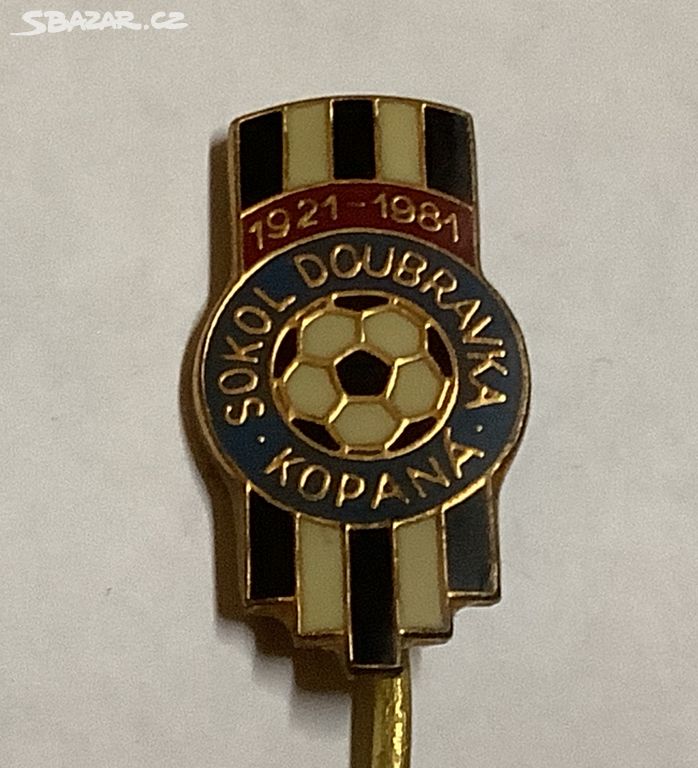 SBAZAR.CZ
1921-1981
SOKOL DOUBRAVKA
· KOPANÁ ·